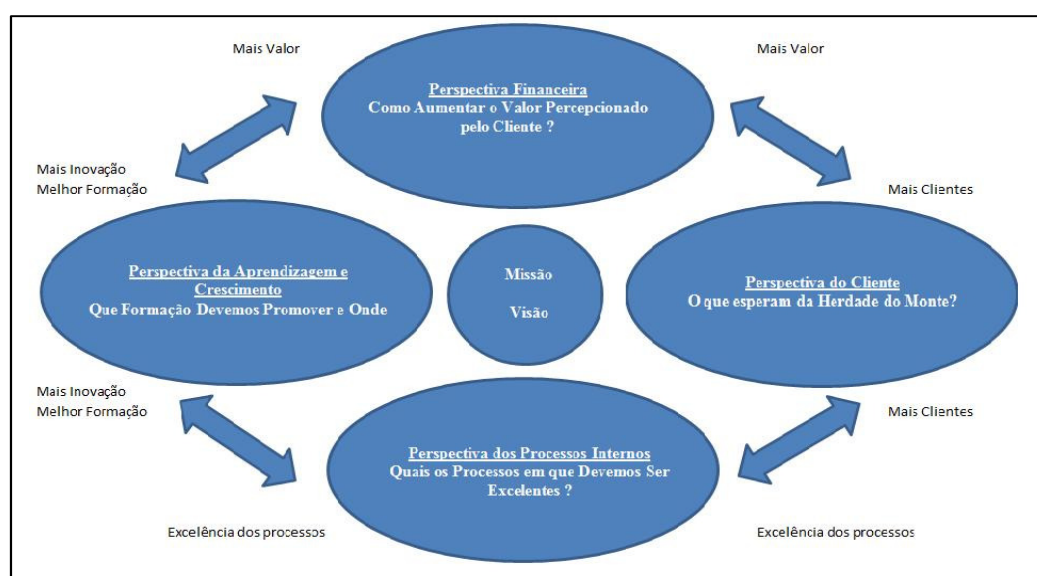 Mais Valor
Mais Valor
Perspectiva Financeira
Como Aumentar o Valor Percepcionado
pelo Cliente ?
Mais Inovação
Melhor Formação
Mais Clientes
Perspectiva da Aprendizagem e
Crescimento
Que Formação Devemos Promover e Onde
Missão
Visão
Perspectiva do Cliente
O que esperam da Herdade do Monte?
Mais Inovação
Melhor Formação
Mais Clientes
Perspectiva dos Processos Internos
Quais os Processos em que Devemos Ser
Excelentes ?
Excelência dos processos
Excelência dos processos